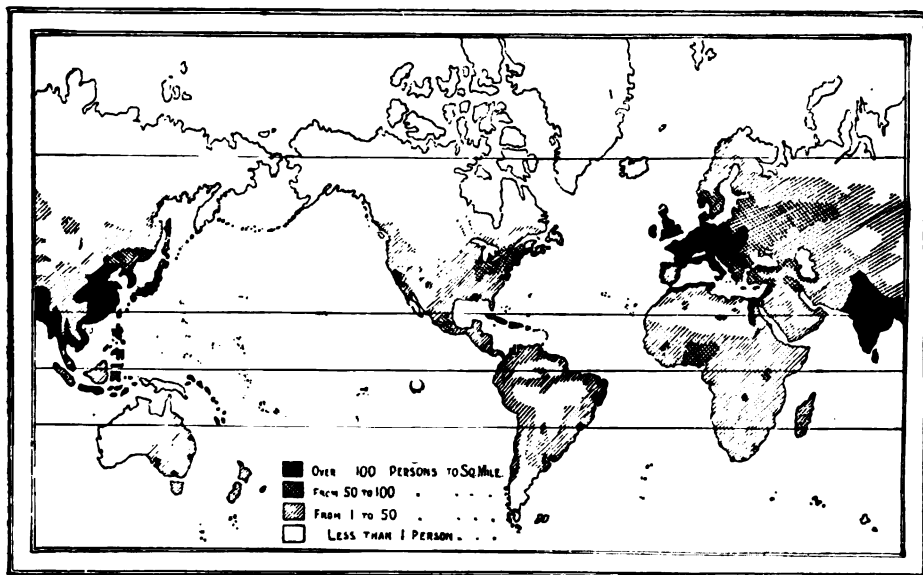 OVER 100 PERSONS TO SQ. MILE.
FROM 50 TO 100 . . . . .
FROM 1 TO 50 . . . . .
LESS THAN 1 PERSON . . .